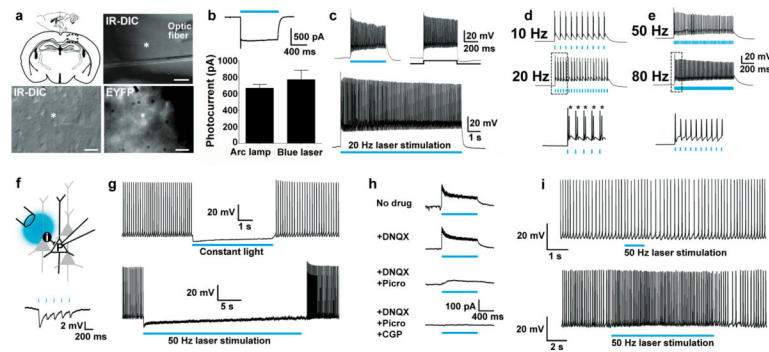 a
IR-DIC
Optic
fiber
*
IR-DIC
*
EYFP
*
b
500 pA
400 ms
Photocurrent (pA)
1000
800
600
400
200
0
Arc lamp
Blue laser
c
20 mV
200 ms
20 mV
1 s
20 Hz laser stimulation
d
10 Hz
20 Hz
* * * * *
e
50 Hz
20 mV
200 ms
80 Hz
f
i
P
2 mV
200 ms
g
20 mV
1 s
Constant light
20 mV
5 s
50 Hz laser stimulation
h
No drug
+DNQX
+DNQX
+Picro
+DNQX
+Picro
+CGP
100 pA
400 ms
i
20 mV
1 s
50 Hz laser stimulation
20 mV
2 s
50 Hz laser stimulation